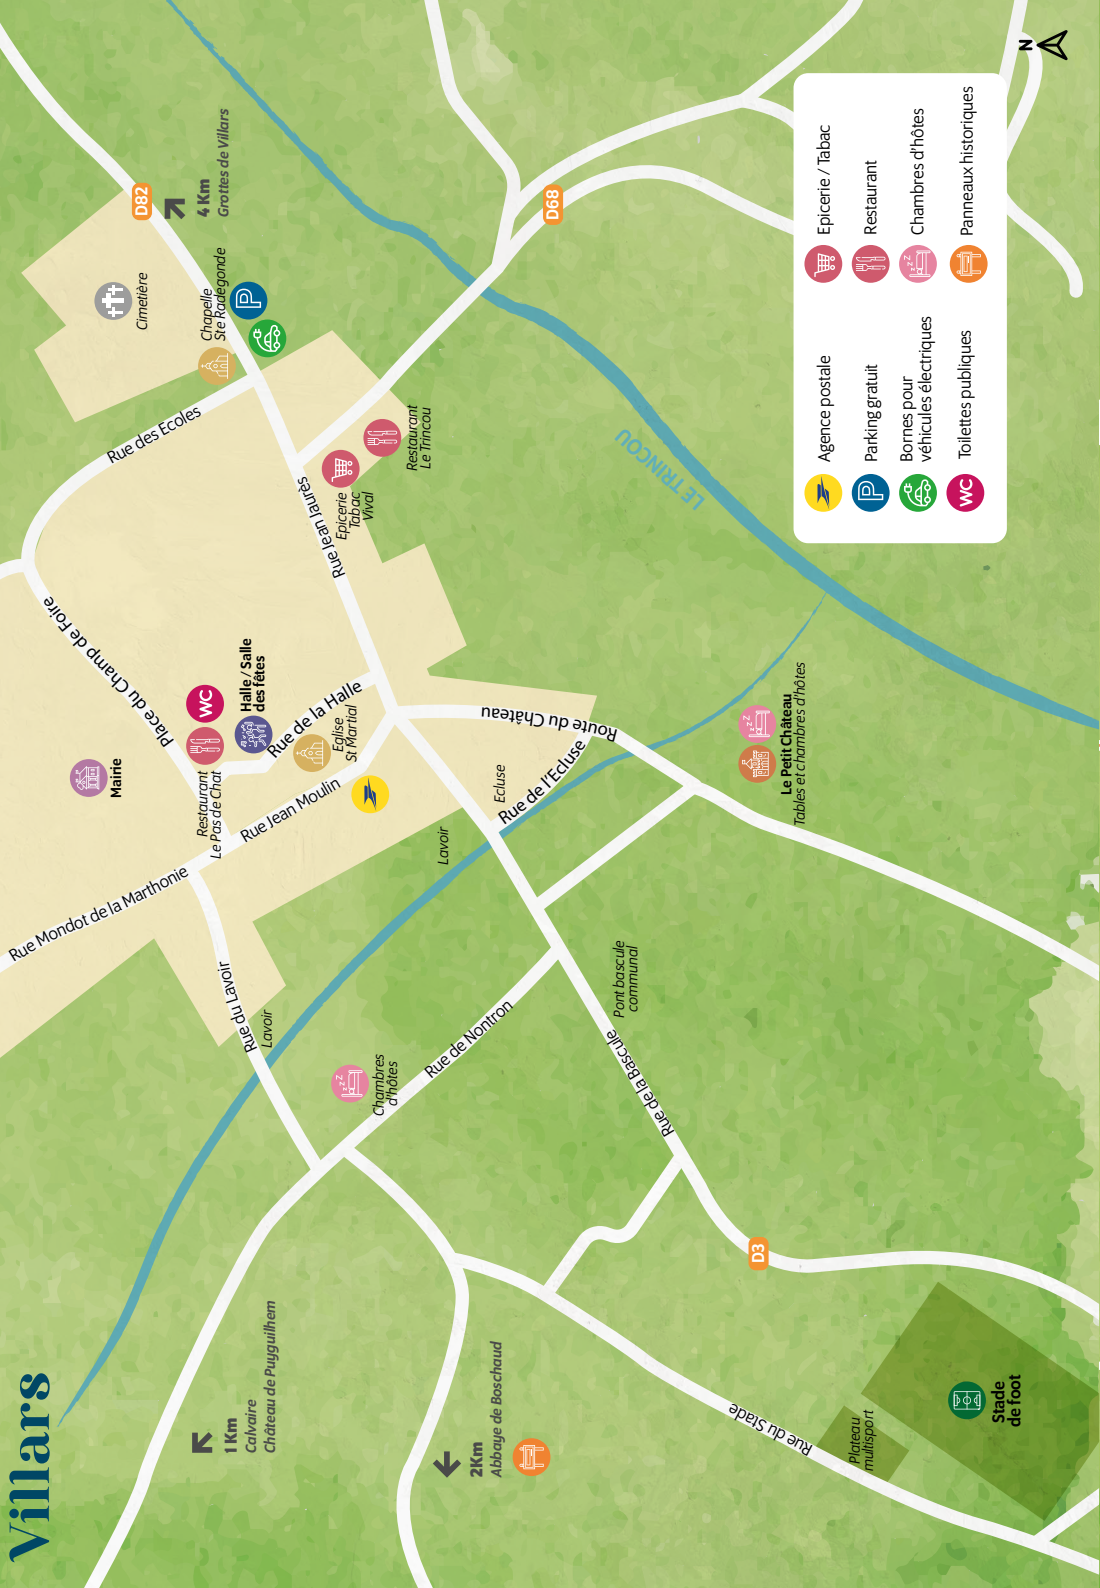 Villars
1 Km
Calvaire
Château de Puyguilhem
2Km
Abbaye de Boschaud
Rue du Stade
Plateau
multisport
Stade
de foot
D3
Rue Mondot de la Marthonie
Rue du Lavoir
Lavoir
Chambres
d'hôtes
Rue de Nontron
Rue de la Bascule
Pont bascule
communal
Mairie
Restaurant
Le Pas de Chat
WC
Place du Champ de Foire
Halle / Salle
des fêtes
Rue de la Halle
Eglise
St Martial
Rue Jean Moulin
Lavoir
Ecluse
Rue de l'Ecluse
Route du Château
Le Petit Château
Tables et chambres d'hôtes
Rue des Ecoles
Rue Jean Jaurès
Epicerie
Tabac
Vival
Restaurant
Le Trincou
Cimetière
Chapelle
Ste Radegonde
P
D82
4 Km
Grottes de Villars
D68
LE TRINCOU
Agence postale
P
Parking gratuit
Bornes pour
véhicules électriques
WC
Toilettes publiques
Epicerie / Tabac
Restaurant
Chambres d'hôtes
Panneaux historiques
N